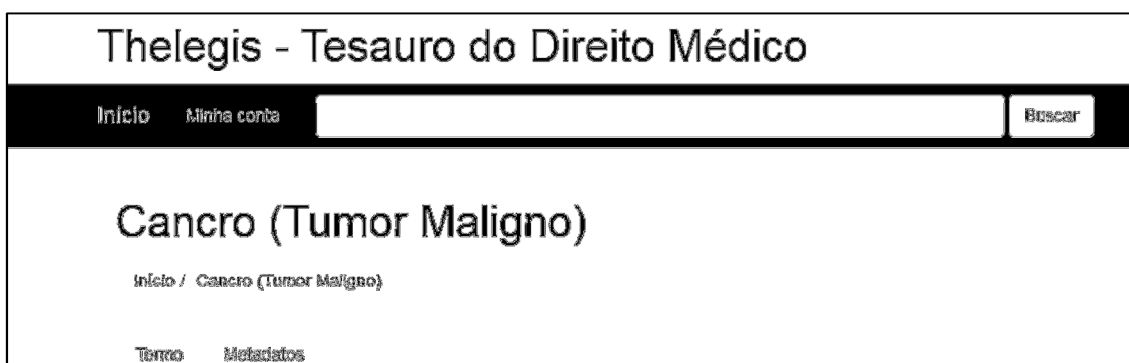 Thelegis - Tesauro do Direito Médico
Início Minha conta Buscar
Cancro (Tumor Maligno)
Início / Cancro (Tumor Maligno)
Termo Metadatos